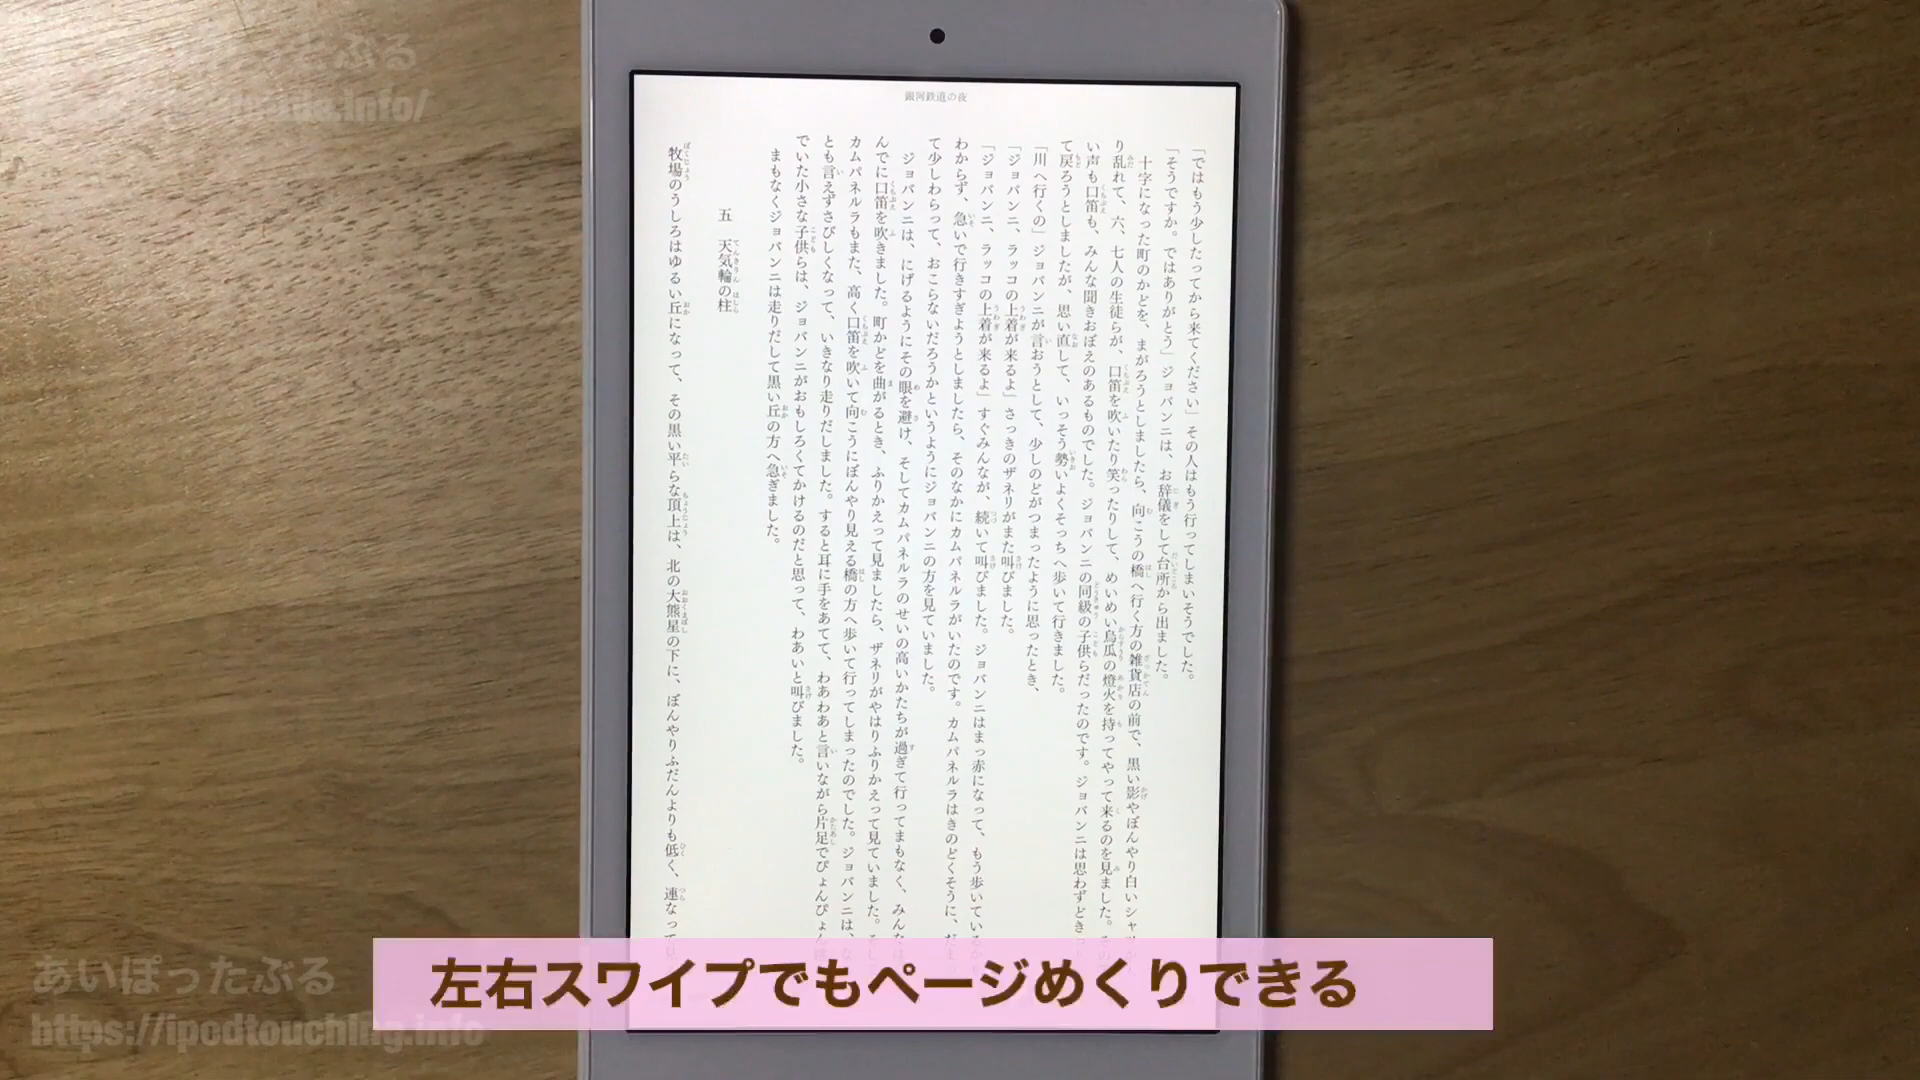 銀河鉄道の夜
「ではもう少したってから来てください」その人はもう行ってしまいそうでした。
「そうですか。ではありがとう」ジョバンニは、お辞儀をして台所から出ました。
十字になった町のかどを、まがろうとしましたら、向こうの橋へ行く方の雑貨店の前で、黒い影やぼんやり白いシャツが入
り乱れて、六、七人の生徒らが、口笛を吹いたり笑ったりして、めいめい烏瓜の燈火を持ってやって来るのを見ました。その
い声も口笛も、みんな聞きおぼえのあるものでした。ジョバンニの同級の子供らだったのです。ジョバンニは思わずどきっ
て戻ろうとしましたが、思い直して、いっそう勢いよくそっちへ歩いて行きました。
「川へ行くの」ジョバンニが言おうとして、少しのどがつまったように思ったとき、
「ジョバンニ、ラッコの上着が来るよ」さっきのザネリがまた叫びました。
「ジョバンニ、ラッコの上着が来るよ」すぐみんなが、続いて叫びました。ジョバンニはまっ赤になって、もう歩いているか
わからず、急いで行きすぎようとしましたら、そのなかにカムパネルラがいたのです。カムパネルラはきのどくそうに、だま
て少しわらって、おこらないだろうかというようにジョバンニの方を見ていました。
ジョバンニは、にげるようにその眼を避け、そしてカムパネルラのせいの高いかたちが過ぎて行ってまもなく、みんなは
んでに口笛を吹きました。町かどを曲がるとき、ふりかえって見ましたら、ザネリがやはりふりかえって見ていました。そし
カムパネルラもまた、高く口笛を吹いて向こうにぼんやり見える橋の方へ歩いて行ってしまったのでした。ジョバンニは、な
とも言えずさびしくなって、いきなり走りだしました。すると耳に手をあてて、わあわあと言いながら片足でぴょんぴょん
でいた小さな子供らは、ジョバンニがおもしろくてかけるのだと思って、わあいと叫びました。
まもなくジョバンニは走りだして黒い丘の方へ急ぎました。
五 天気輪の柱
牧場のうしろはゆるい丘になって、その黒い平らな頂上は、北の大熊星の下に、ぼんやりふだんよりも低く、連なって見
左右スワイプでもページめくりできる
あいぽったぶる
https://ipodtouching.info